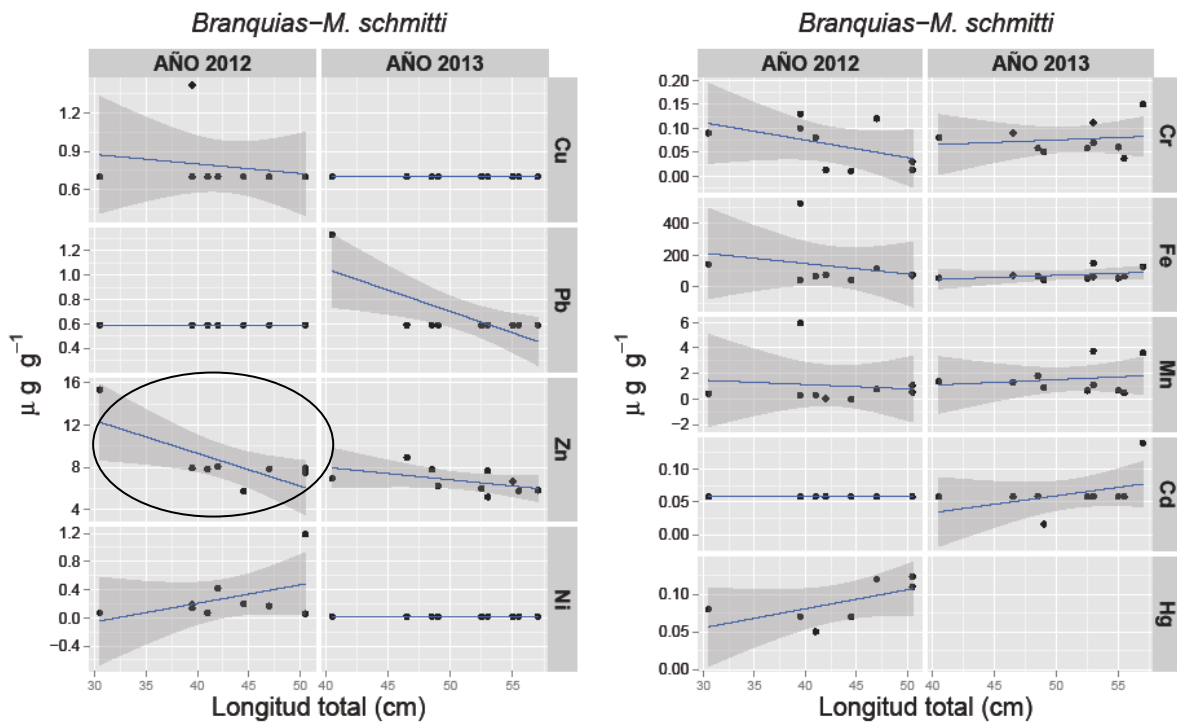 Branquias−M. schmitti
AÑO 2012 AÑO 2013
1.2
0.9
0.6
Cu
1.2
1.0
0.8
0.6
0.4
Pb
16
12
8
4
Zn
1.2
0.8
0.4
0.0
−0.4
Ni
µ g g⁻¹
30 35 40 45 50 40 45 50 55
Longitud total (cm)
Branquias−M. schmitti
AÑO 2012 AÑO 2013
0.20
0.15
0.10
0.05
0.00
Cr
400
200
0
Fe
6
4
2
0
−2
Mn
0.10
0.05
0.00
Cd
0.10
0.05
0.00
Hg
µ g g⁻¹
30 35 40 45 50 40 45 50 55
Longitud total (cm)